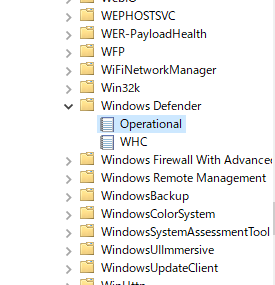 WEPHOSTSVC
WER-PayloadHealth
WFP
WiFiNetworkManager
Win32k
Windows Defender
Operational
WHC
Windows Firewall With Advance
Windows Remote Management
WindowsBackup
WindowsColorSystem
WindowsSystemAssessmentTool
WindowsUIImmersive
WindowsUpdateClient